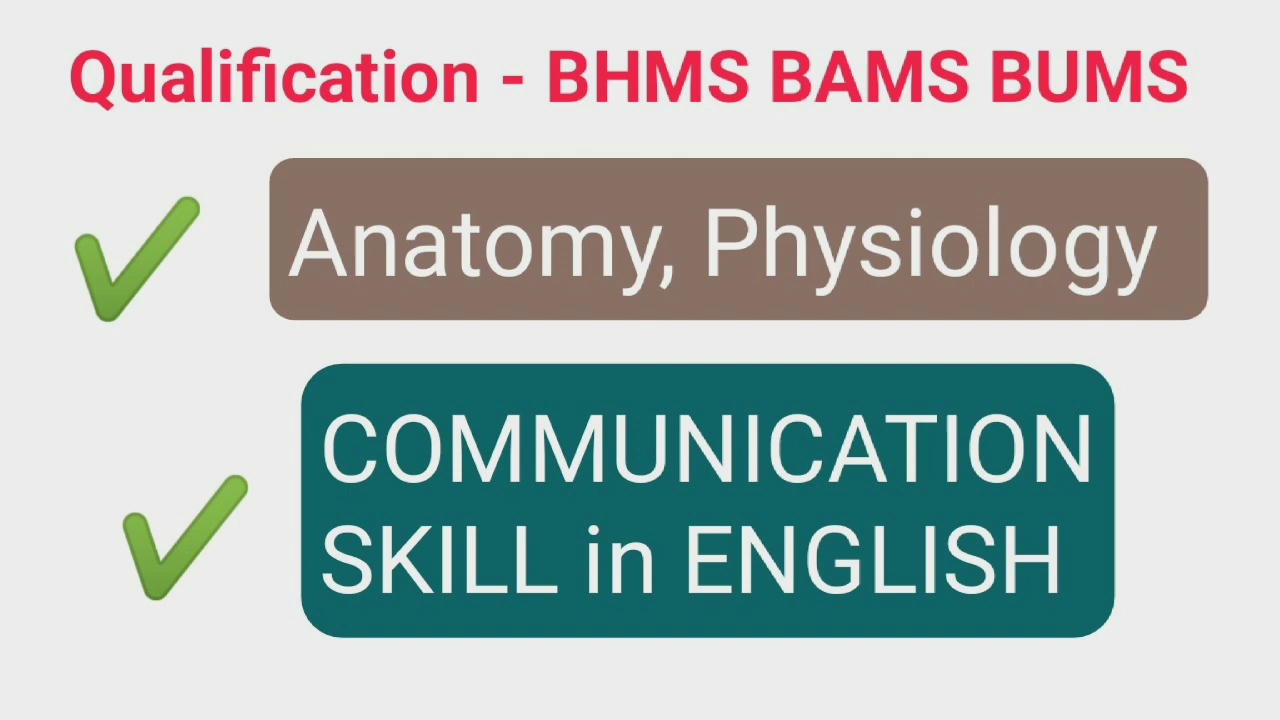 Qualification - BHMS BAMS BUMS
Anatomy, Physiology
COMMUNICATION
SKILL in ENGLISH